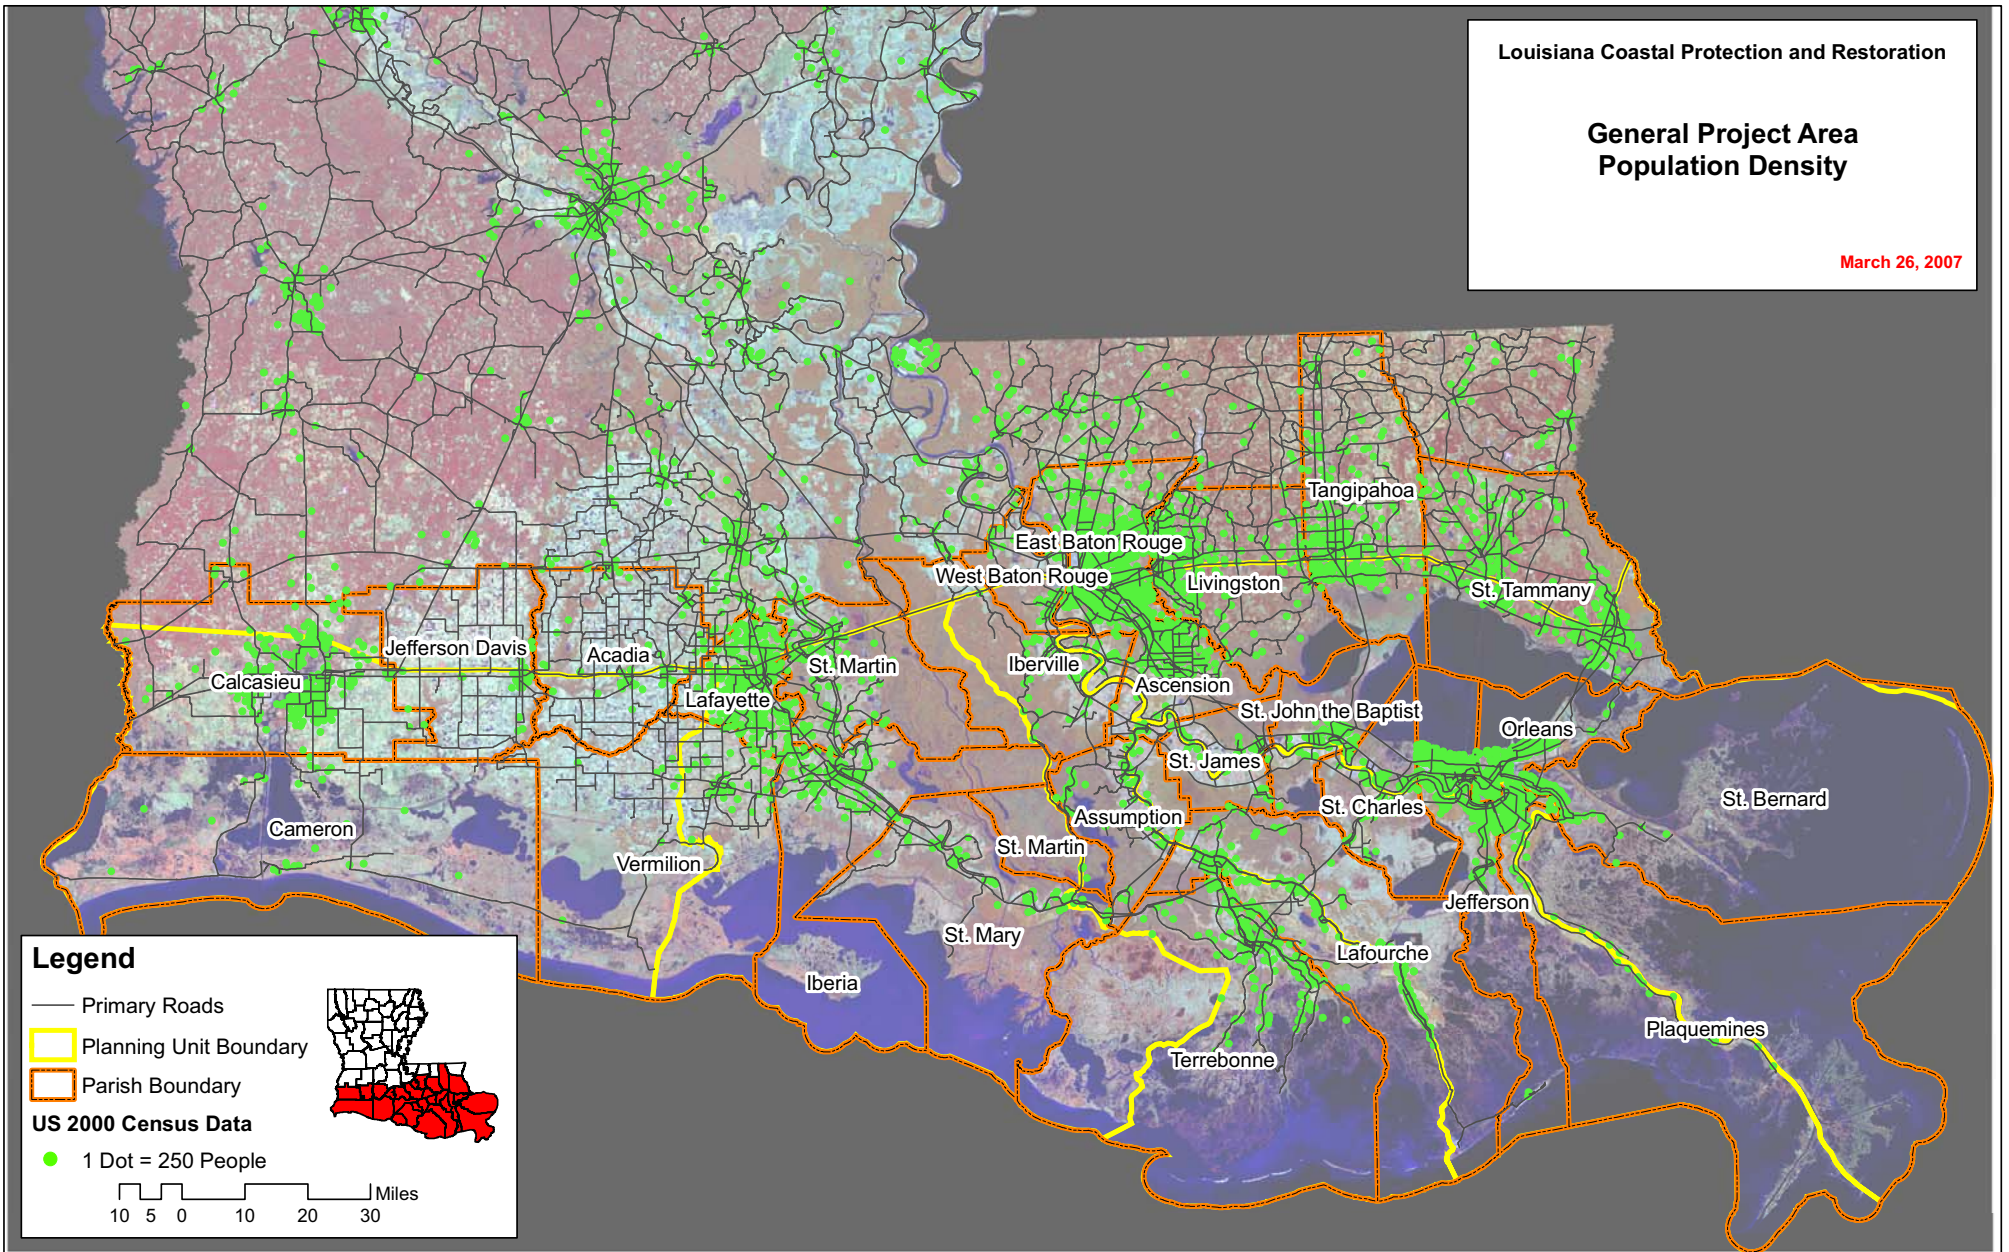 Louisiana Coastal Protection and Restoration
General Project Area
Population Density
March 26, 2007
Tangipahoa
East Baton Rouge
West Baton Rouge
Livingston
St. Tammany
Jefferson Davis
Acadia
St. Martin
Iberville
Calcasieu
Lafayette
Ascension
St. John the Baptist
Orleans
St. James
St. Bernard
St. Charles
Assumption
Cameron
St. Martin
Vermilion
Jefferson
St. Mary
Lafourche
Iberia
Plaquemines
Terrebonne
Legend
Primary Roads
Planning Unit Boundary
Parish Boundary
US 2000 Census Data
1 Dot = 250 People
Miles
10 5 0 10 20 30